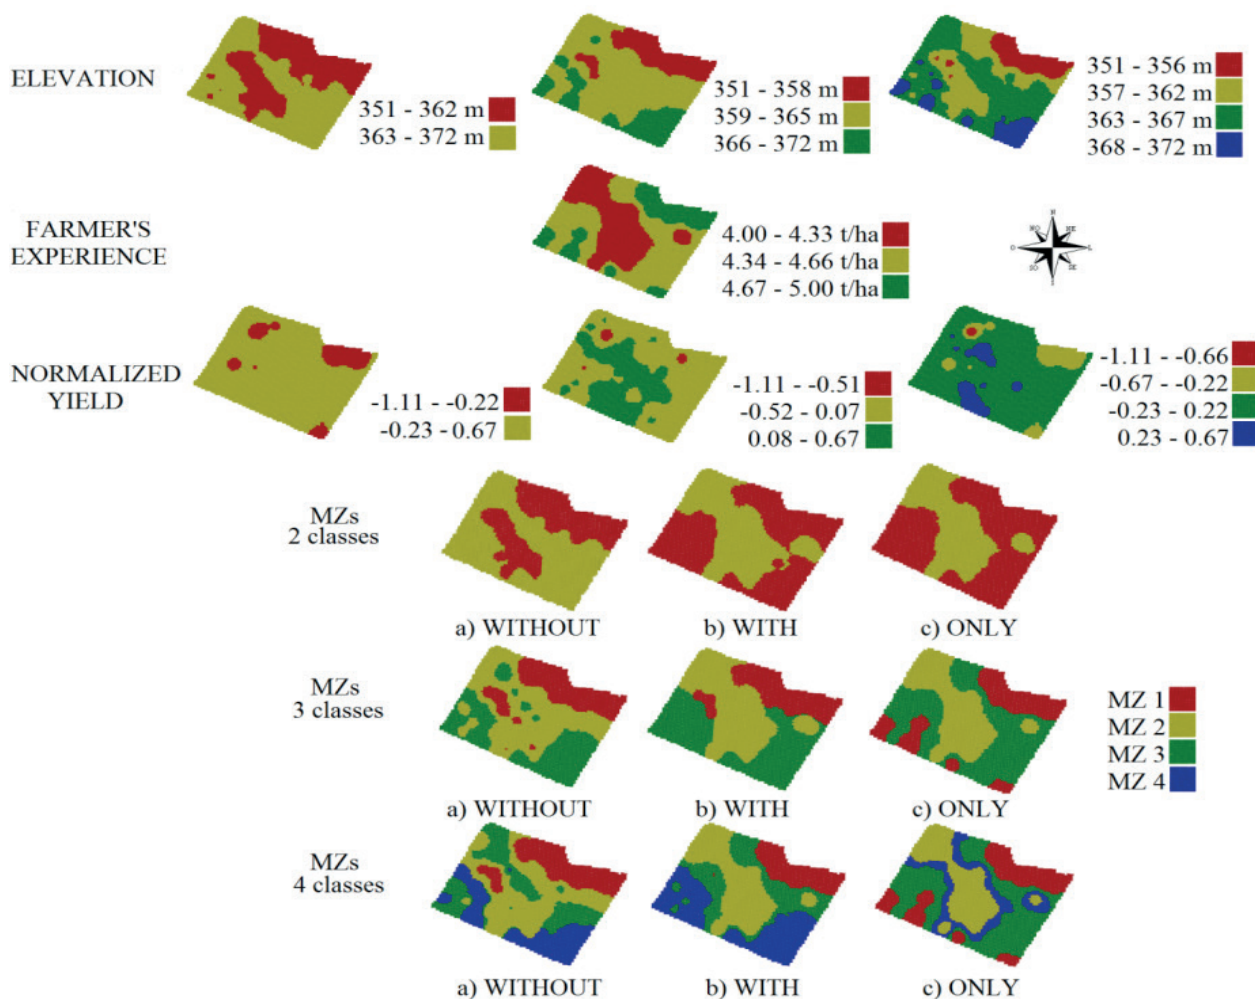 ELEVATION
351 - 362 m
363 - 372 m
351 - 358 m
359 - 365 m
366 - 372 m
351 - 356 m
357 - 362 m
363 - 367 m
368 - 372 m
FARMER'S
EXPERIENCE
4.00 - 4.33 t/ha
4.34 - 4.66 t/ha
4.67 - 5.00 t/ha
N
NO NE
O L
SO SE
S
NORMALIZED
YIELD
-1.11 - -0.22
-0.23 - 0.67
-1.11 - -0.51
-0.52 - 0.07
0.08 - 0.67
-1.11 - -0.66
-0.67 - -0.22
-0.23 - 0.22
0.23 - 0.67
MZs
2 classes
a) WITHOUT b) WITH c) ONLY
MZs
3 classes
MZ 1
MZ 2
MZ 3
MZ 4
a) WITHOUT b) WITH c) ONLY
MZs
4 classes
a) WITHOUT b) WITH c) ONLY